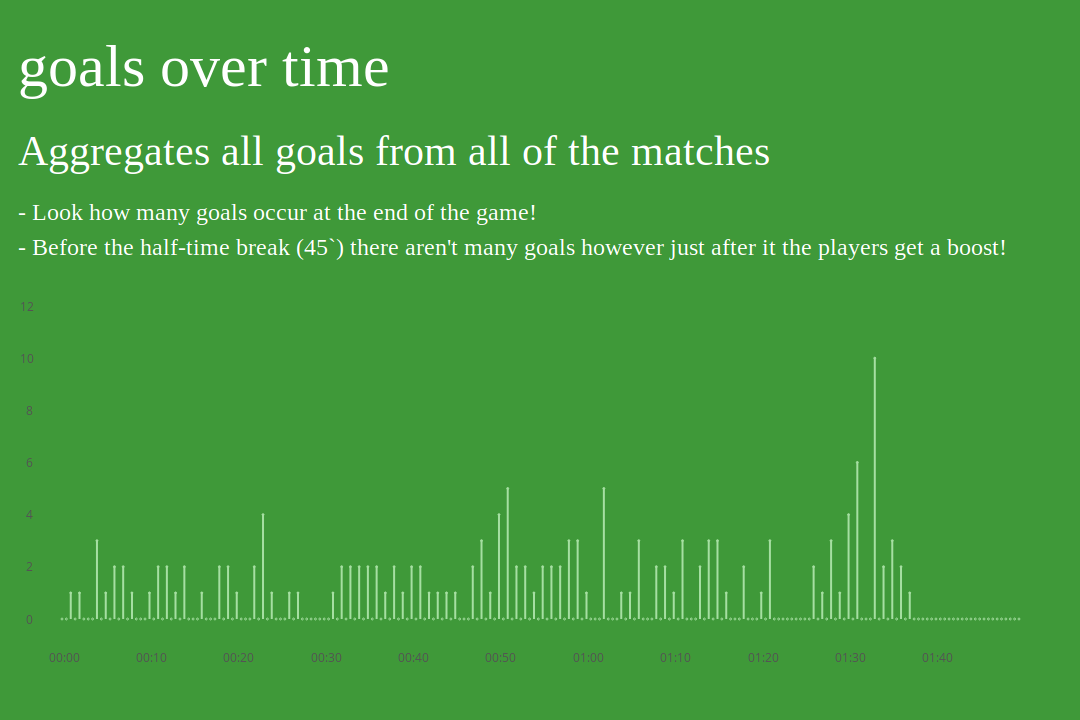 goals over time
Aggregates all goals from all of the matches
- Look how many goals occur at the end of the game!
- Before the half-time break (45`) there aren't many goals however just after it the players get a boost!
12
10
8
6
4
2
0
00:00 00:10 00:20 00:30 00:40 00:50 01:00 01:10 01:20 01:30 01:40